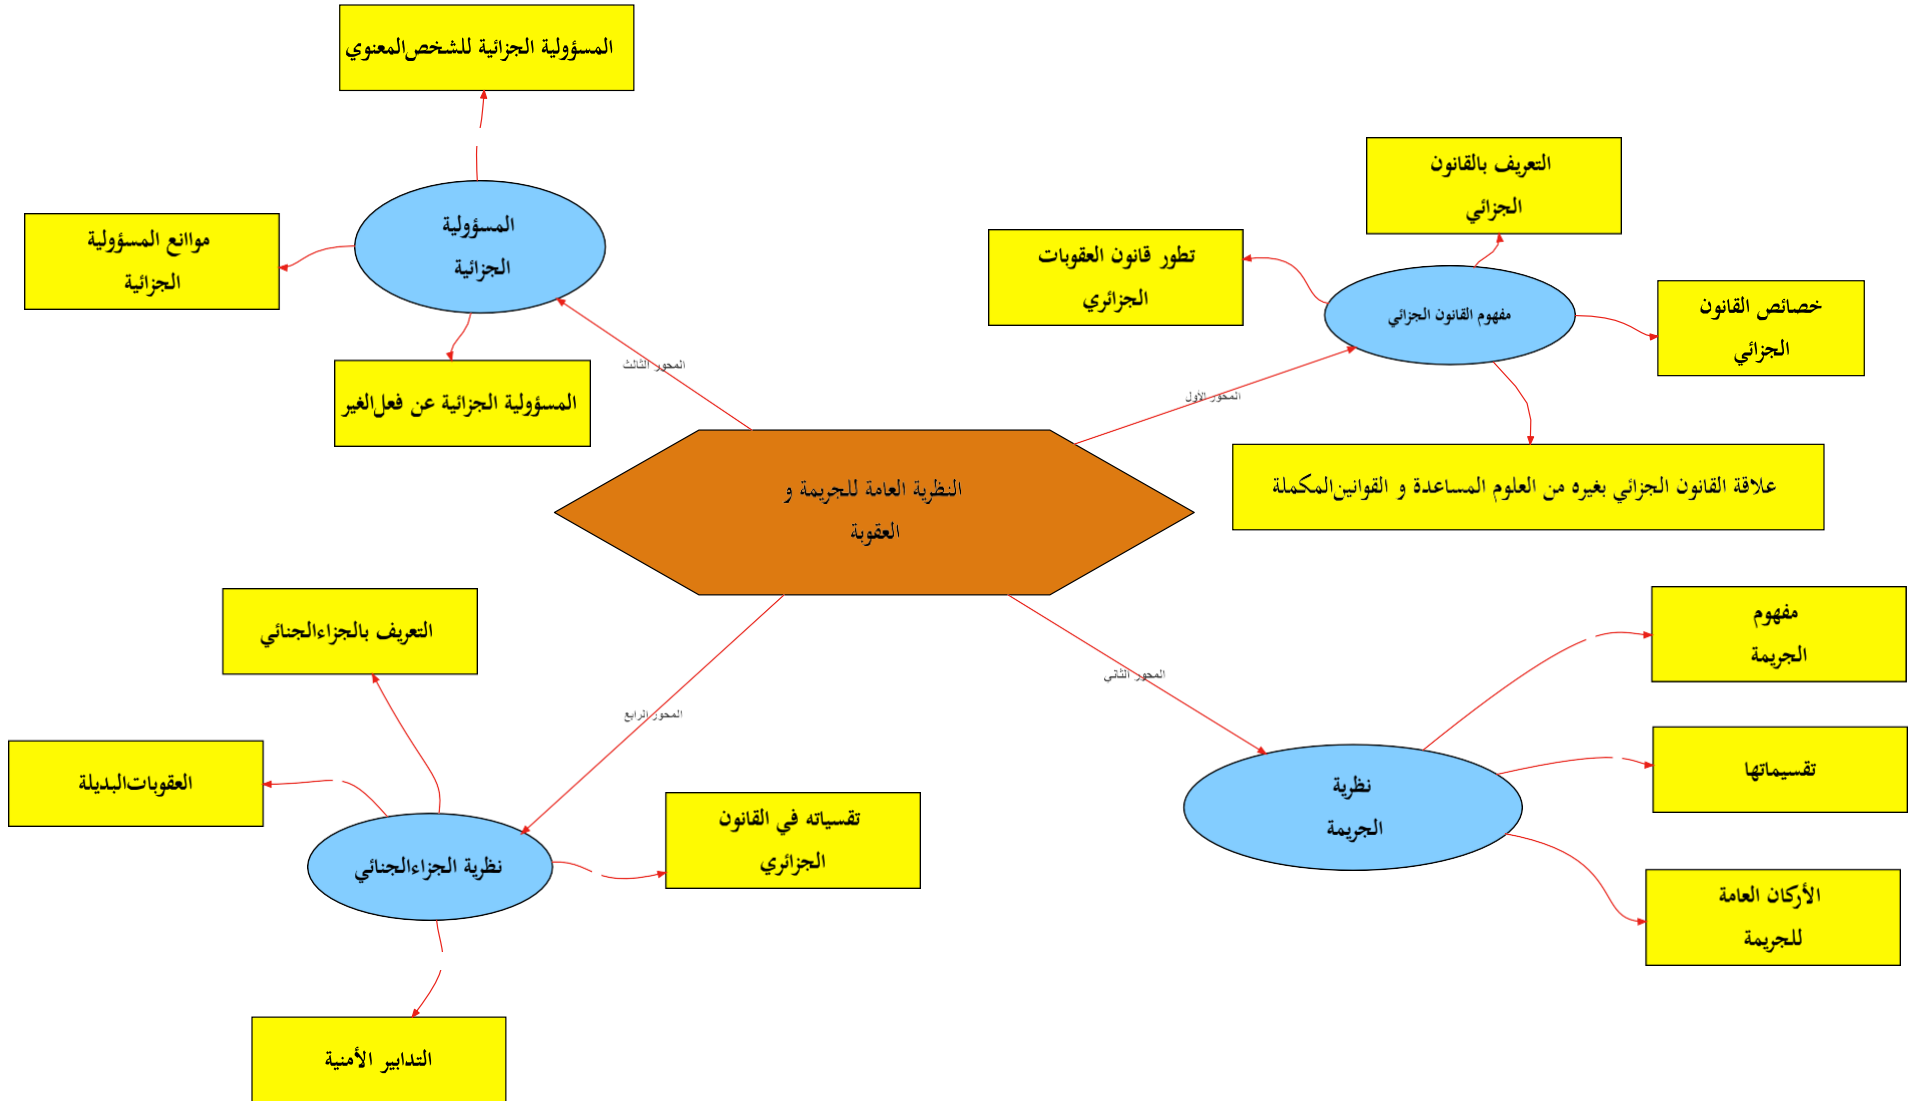 المسؤولية الجزائية للشخص المعنوي
المسؤولية
الجزائية
مواانع المسؤولية
الجزائية
المسؤولية الجزائية عن فعل الغير
المحور الثالث
التعريف بالقانون
الجزائي
تطور قانون العقوبات
الجزائري
مفهوم القانون الجزائي
خصائص القانون
الجزائي
علاقة القانون الجزائي بغيره من العلوم المساعدة و القوانين المكملة
المحور الأول
النظرية العامة للجريمة و
العقوبة
المحور الثاني
نظرية
الجريمة
مفهوم
الجريمة
تقسيماتها
الأركان العامة
للجريمة
المحور الرابع
نظرية الجزاء الجنائي
التعريف بالجزاء الجنائي
العقوبات البديلة
تقسياته في القانون
الجزائري
التدابير الأمنية